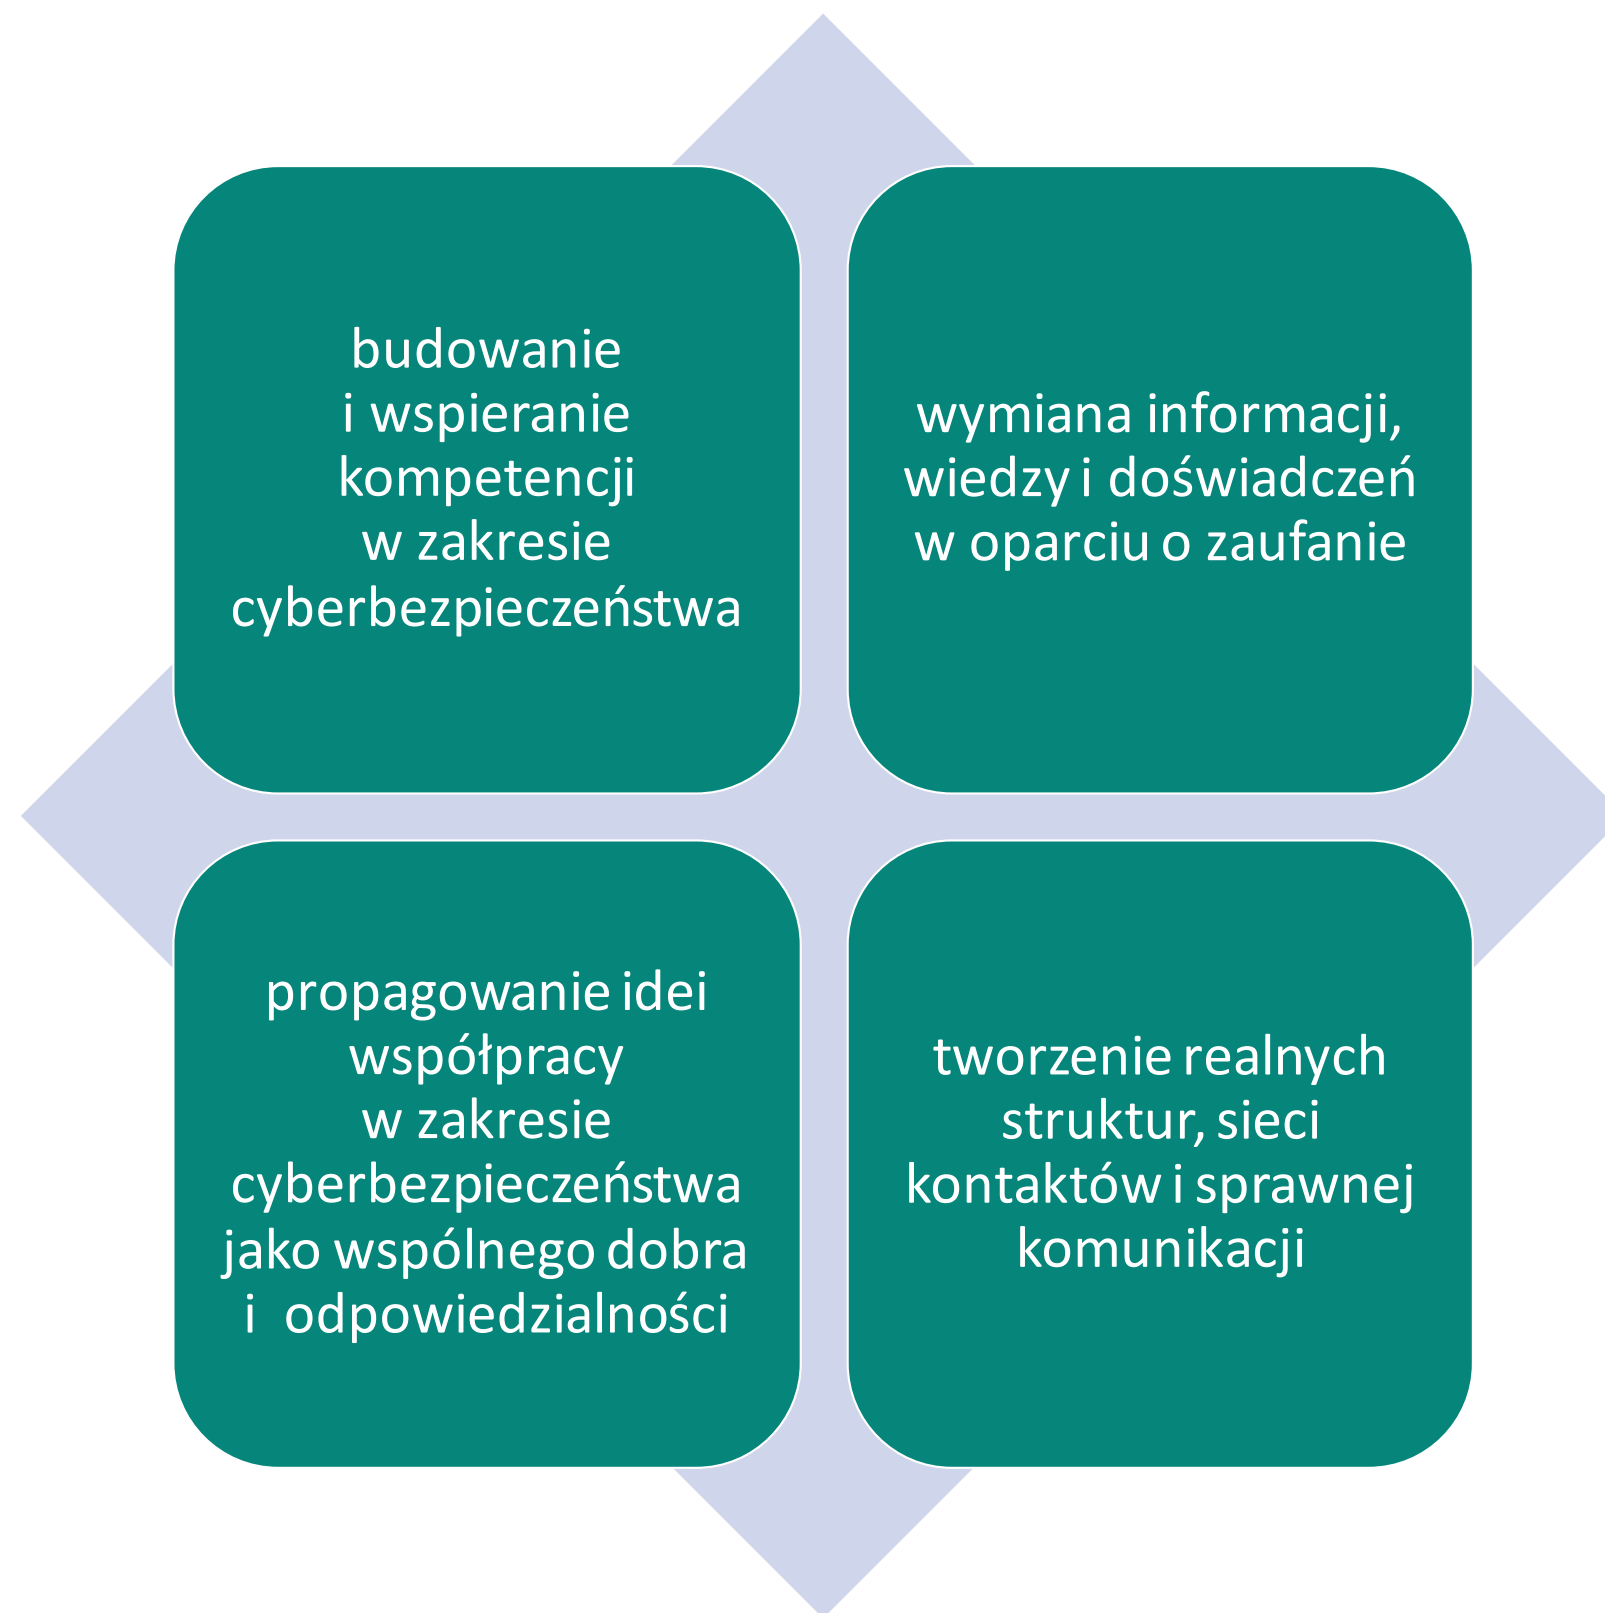 budowanie
i wspieranie
kompetencji
w zakresie
cyberbezpieczeństwa
wymiana informacji,
wiedzy i doświadczeń
w oparciu o zaufanie
propagowanie idei
współpracy
w zakresie
cyberbezpieczeństwa
jako wspólnego dobra
i  odpowiedzialności
tworzenie realnych
struktur, sieci
kontaktów i sprawnej
komunikacji